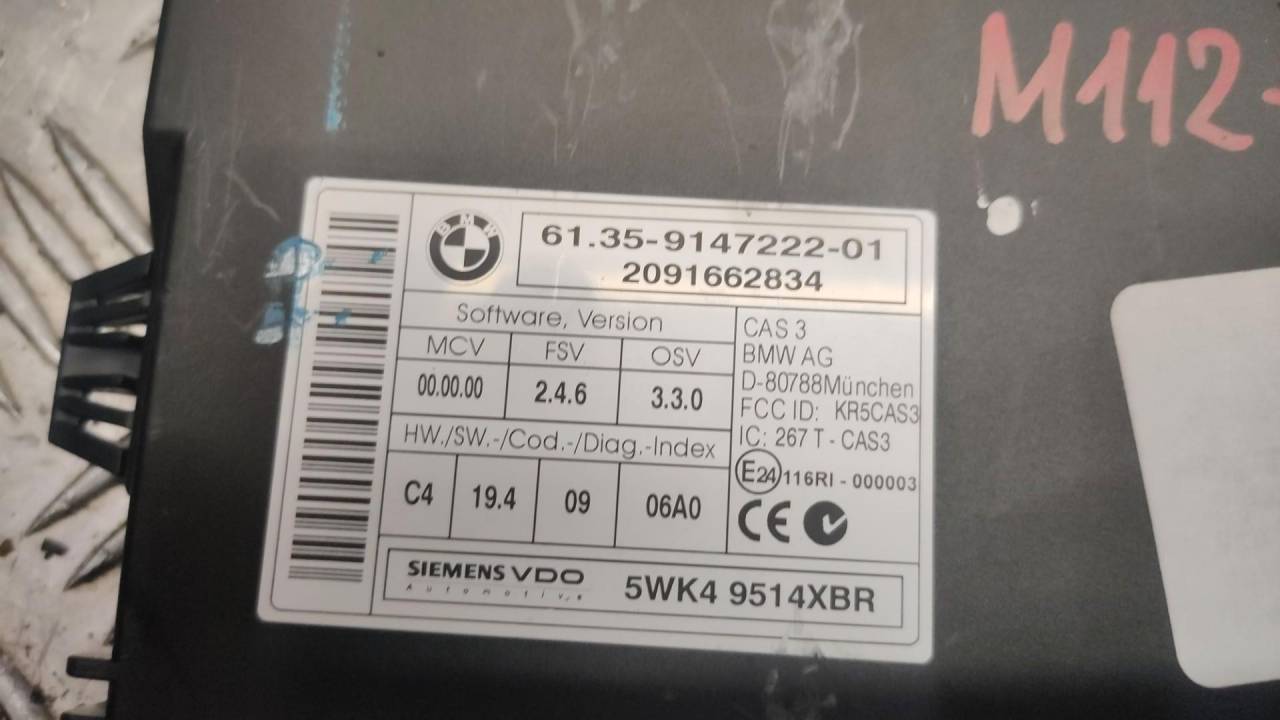 M112-
BMW
61.35-9147222-01
2091662834
Software, Version
MCV FSV OSV
00.00.00 2.4.6 3.3.0
HW./SW.-/Cod.-/Diag.-Index
C4 19.4 09 06A0
CAS 3
BMW AG
D-80788München
FCC ID: KR5CAS3
IC: 267 T - CAS3
E24 116RI - 000003
CE
SIEMENS VDO
Automotive
5WK4 9514XBR